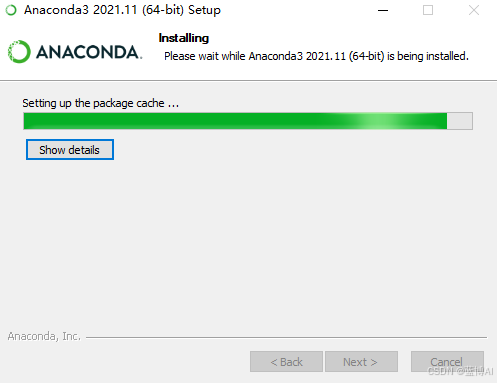 Anaconda3 2021.11 (64-bit) Setup
ANACONDA.
Installing
Please wait while Anaconda3 2021.11 (64-bit) is being installed.
Setting up the package cache ...
Show details
Anaconda, Inc.
< Back
Next >
Cancel
CSDN @蓝博AI